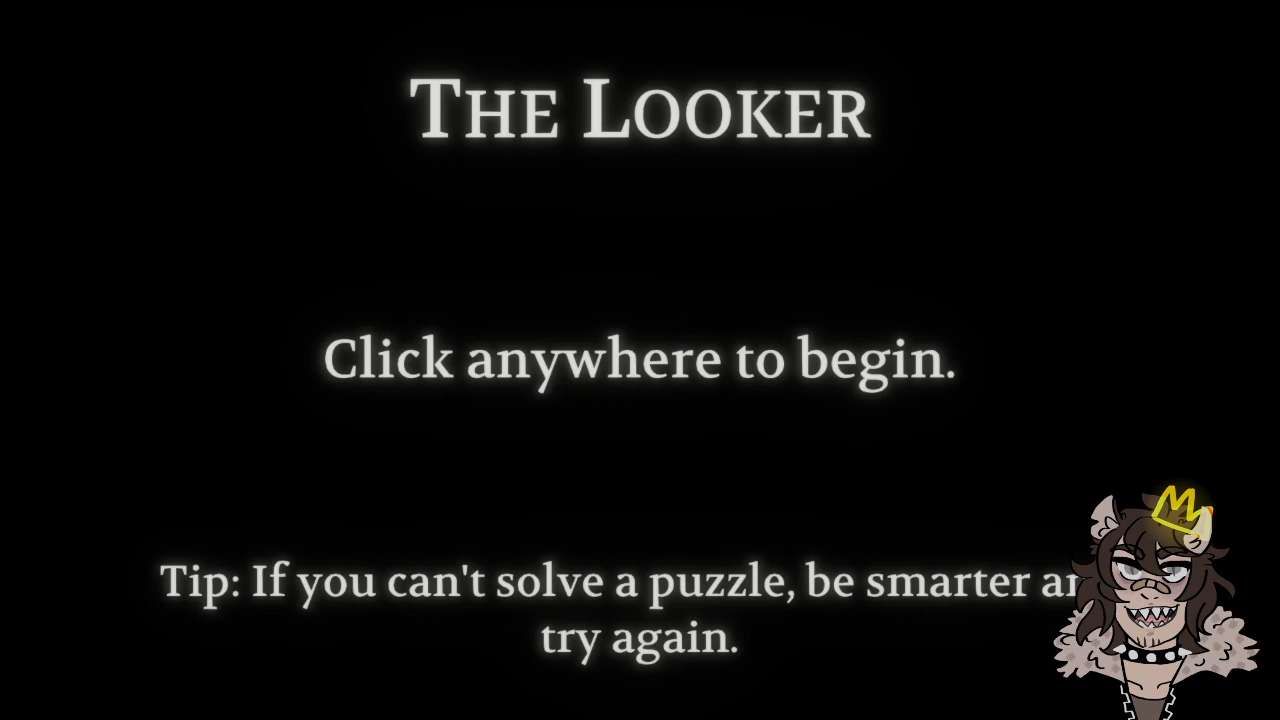 The Looker
Click anywhere to begin.
Tip: If you can't solve a puzzle, be smarter
try again.